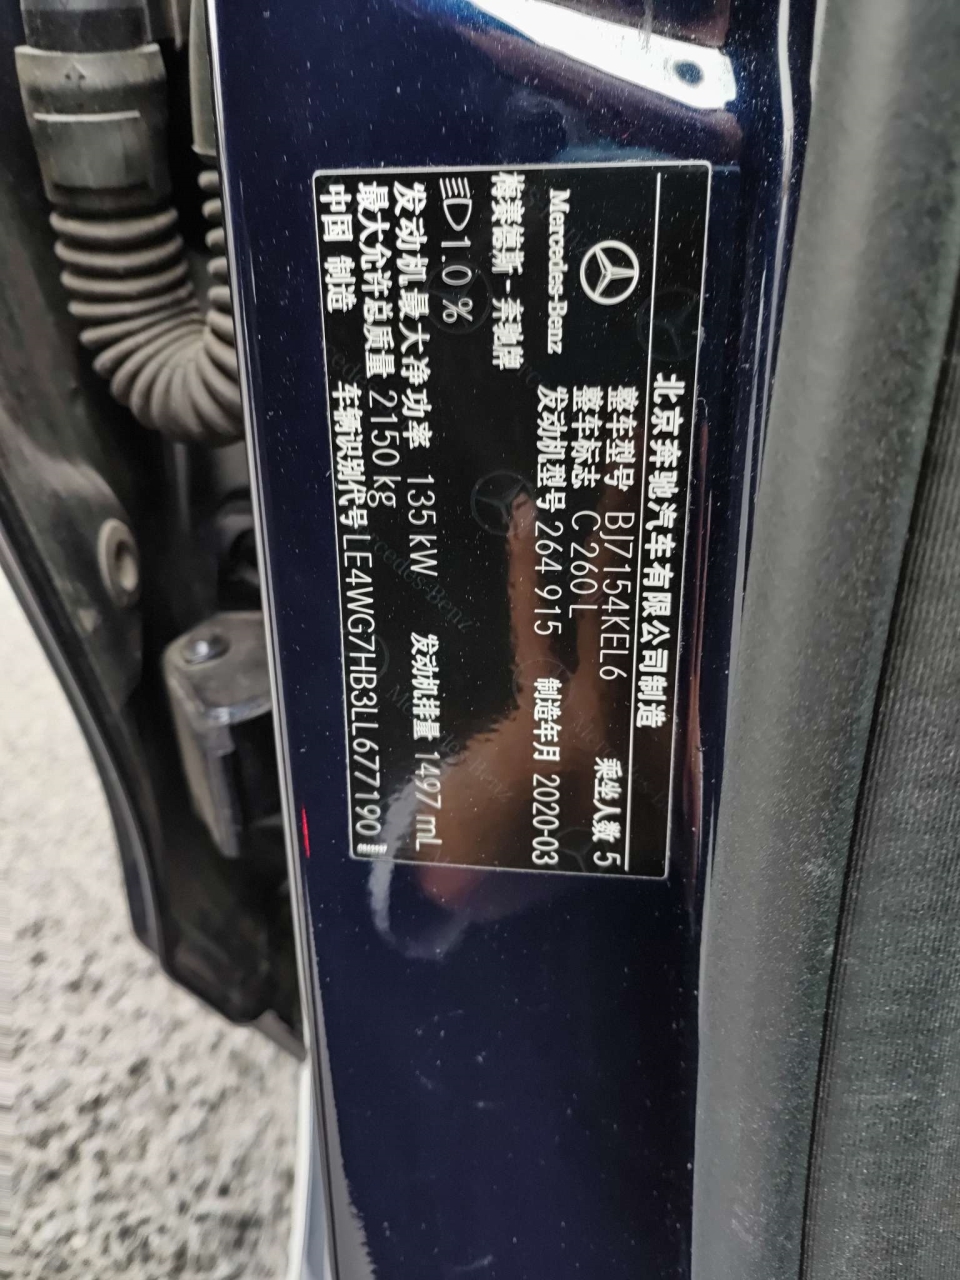 北京奔驰汽车有限公司制造
整车型号 BJ7154KEL6 乘坐人数 5
整车标志 C 260 L
Mercedes-Benz
发动机型号 264 915 制造年月 2020-03
梅赛德斯-奔驰牌
1.0 %
发动机最大净功率 135 kW 发动机排量 1497 mL
最大允许总质量 2150 kg
中国 制造 车辆识别代号 LE4WG7HB3LL677190